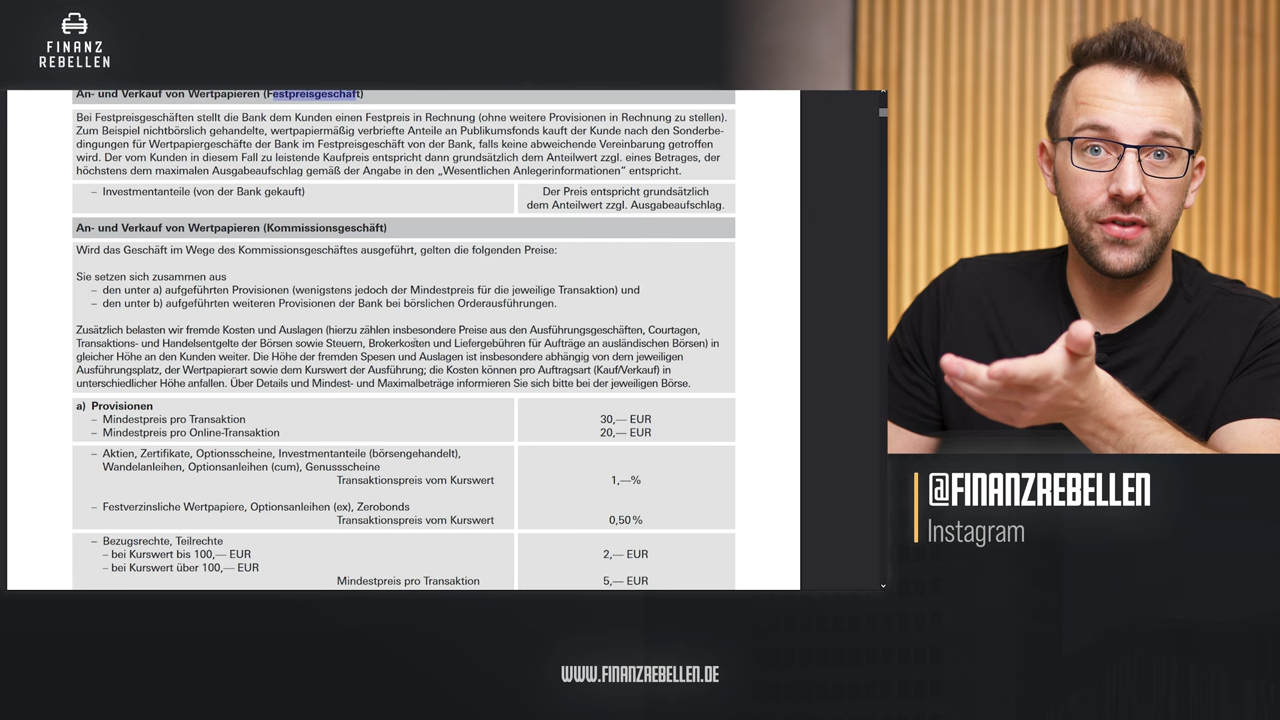 FINANZ
REBELLEN
An- und Verkauf von Wertpapieren (Festpreisgeschäft)
Bei Festpreisgeschäften stellt die Bank dem Kunden einen Festpreis in Rechnung (ohne weitere Provisionen in Rechnung zu stellen).
Zum Beispiel nichtbörslich gehandelte, wertpapiermäßig verbriefte Anteile an Publikumsfonds kauft der Kunde nach den Sonderbe-
dingungen für Wertpapiergeschäfte der Bank im Festpreisgeschäft von der Bank, falls keine abweichende Vereinbarung getroffen
wird. Der vom Kunden in diesem Fall zu leistende Kaufpreis entspricht dann grundsätzlich dem Anteilwert zzgl. eines Betrages, der
höchstens dem maximalen Ausgabeaufschlag gemäß der Angabe in den „Wesentlichen Anlegerinformationen" entspricht.
– Investmentanteile (von der Bank gekauft)
Der Preis entspricht grundsätzlich
dem Anteilwert zzgl. Ausgabeaufschlag.
An- und Verkauf von Wertpapieren (Kommissionsgeschäft)
Wird das Geschäft im Wege des Kommissionsgeschäftes ausgeführt, gelten die folgenden Preise:
Sie setzen sich zusammen aus
– den unter a) aufgeführten Provisionen (wenigstens jedoch der Mindestpreis für die jeweilige Transaktion) und
– den unter b) aufgeführten weiteren Provisionen der Bank bei börslichen Orderausführungen.
Zusätzlich belasten wir fremde Kosten und Auslagen (hierzu zählen insbesondere Preise aus den Ausführungsgeschäften, Courtagen,
Transaktions- und Handelsentgelte der Börsen sowie Steuern, Brokerkosten und Liefergebühren für Aufträge an ausländischen Börsen) in
gleicher Höhe an den Kunden weiter. Die Höhe der fremden Spesen und Auslagen ist insbesondere abhängig von dem jeweiligen
Ausführungsplatz, der Wertpapierart sowie dem Kurswert der Ausführung; die Kosten können pro Auftragsart (Kauf/Verkauf) in
unterschiedlicher Höhe anfallen. Über Details und Mindest- und Maximalbeträge informieren Sie sich bitte bei der jeweiligen Börse.
a) Provisionen
– Mindestpreis pro Transaktion 30,— EUR
– Mindestpreis pro Online-Transaktion 20,— EUR
– Aktien, Zertifikate, Optionsscheine, Investmentanteile (börsengehandelt),
Wandelanleihen, Optionsanleihen (cum), Genussscheine
Transaktionspreis vom Kurswert 1,—%
– Festverzinsliche Wertpapiere, Optionsanleihen (ex), Zerobonds
Transaktionspreis vom Kurswert 0,50 %
– Bezugsrechte, Teilrechte
– bei Kurswert bis 100,— EUR 2,— EUR
– bei Kurswert über 100,— EUR
Mindestpreis pro Transaktion 5,— EUR
@FINANZREBELLEN
Instagram
WWW.FINANZREBELLEN.DE